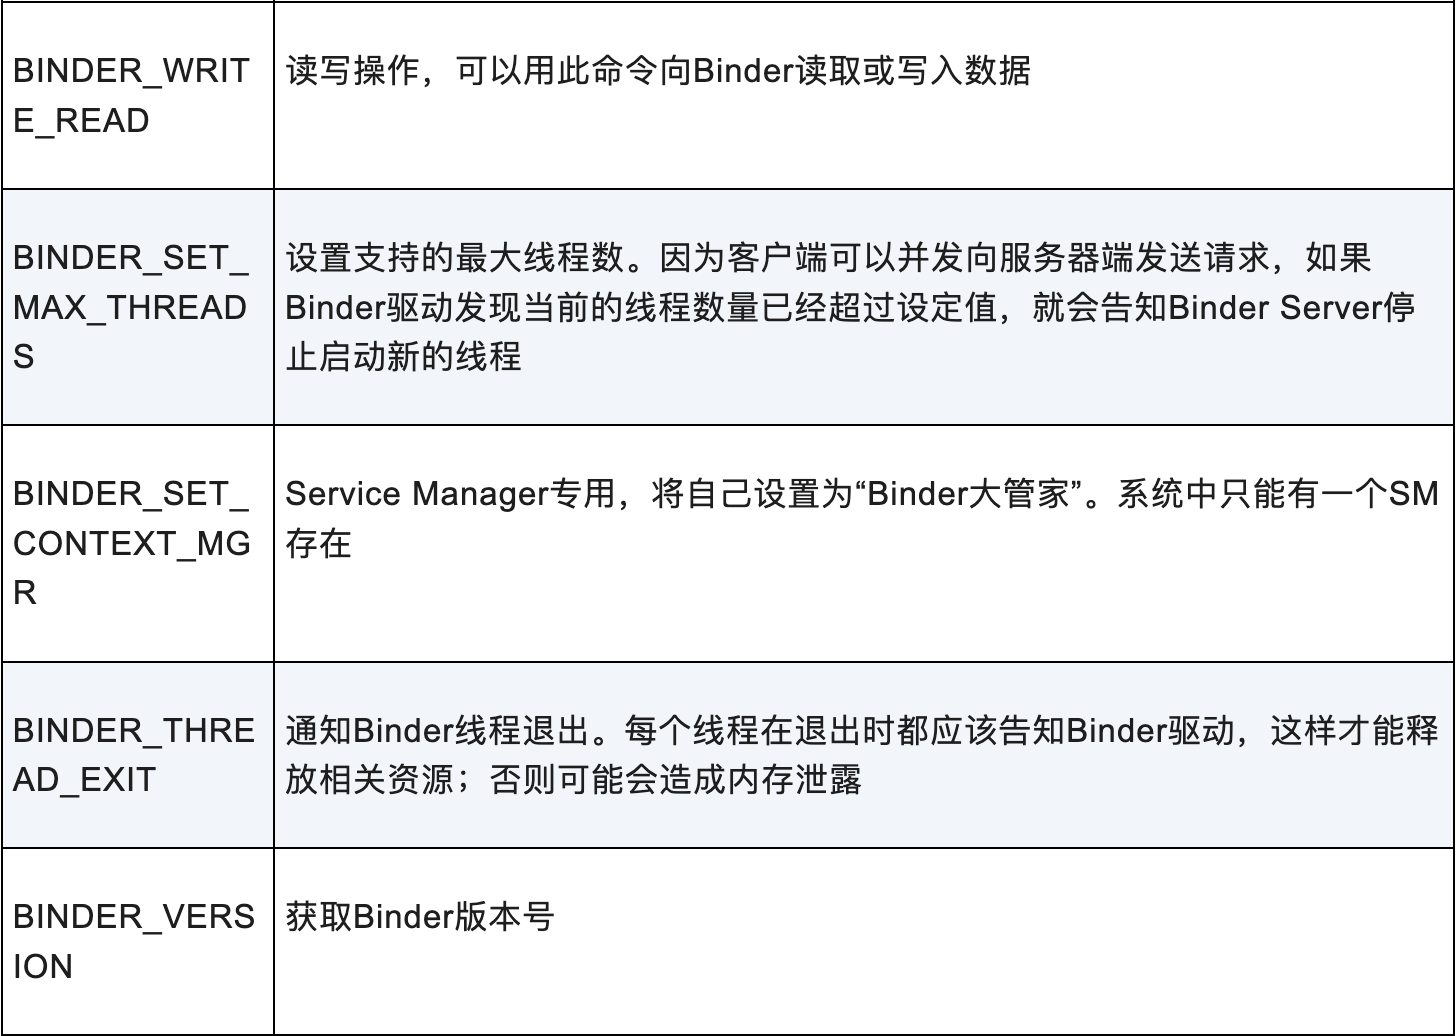 BINDER_WRIT
E_READ
读写操作，可以用此命令向Binder读取或写入数据
BINDER_SET_
MAX_THREAD
S
设置支持的最大线程数。因为客户端可以并发向服务器端发送请求，如果
Binder驱动发现当前的线程数量已经超过设定值，就会告知Binder Server停
止启动新的线程
BINDER_SET_
CONTEXT_MG
R
Service Manager专用，将自己设置为“Binder大管家”。系统中只能有一个SM
存在
BINDER_THRE
AD_EXIT
通知Binder线程退出。每个线程在退出时都应该告知Binder驱动，这样才能释
放相关资源；否则可能会造成内存泄露
BINDER_VERS
ION
获取Binder版本号